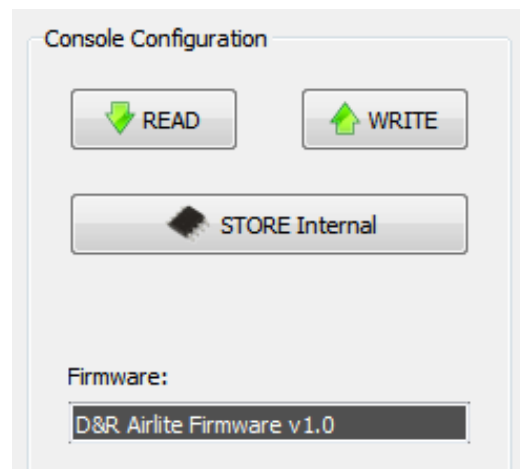 Console Configuration
READ WRITE
STORE Internal
Firmware:
D&R Airlite Firmware v1.0